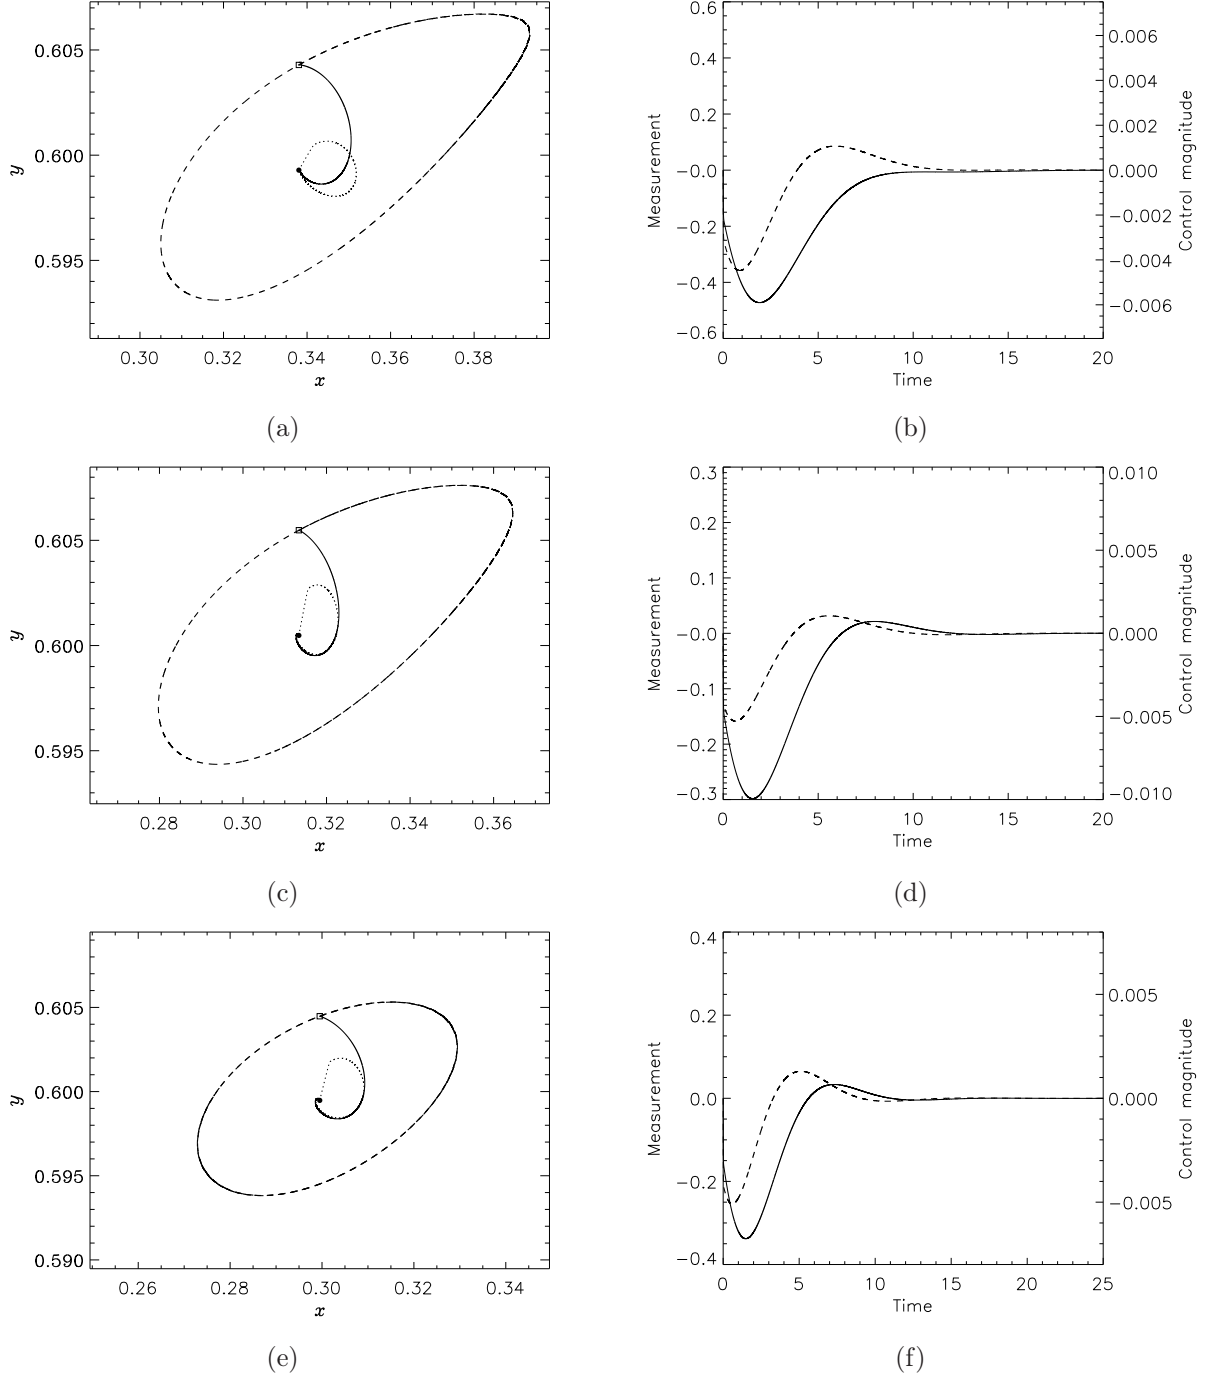 0.605
0.600
0.595
y
0.30 0.32 0.34 0.36 0.38
x
(a)
0.6
0.4
0.2
−0.0
−0.2
−0.4
−0.6
Measurement
0.006
0.004
0.002
0.000
−0.002
−0.004
−0.006
Control magnitude
0 5 10 15 20
Time
(b)
0.605
0.600
0.595
y
0.28 0.30 0.32 0.34 0.36
x
(c)
0.3
0.2
0.1
−0.0
−0.1
−0.2
−0.3
Measurement
0.010
0.005
0.000
−0.005
−0.010
Control magnitude
0 5 10 15 20
Time
(d)
0.605
0.600
0.595
0.590
y
0.26 0.28 0.30 0.32 0.34
x
(e)
0.4
0.2
0.0
−0.2
−0.4
Measurement
0.005
0.000
−0.005
Control magnitude
0 5 10 15 20 25
Time
(f)